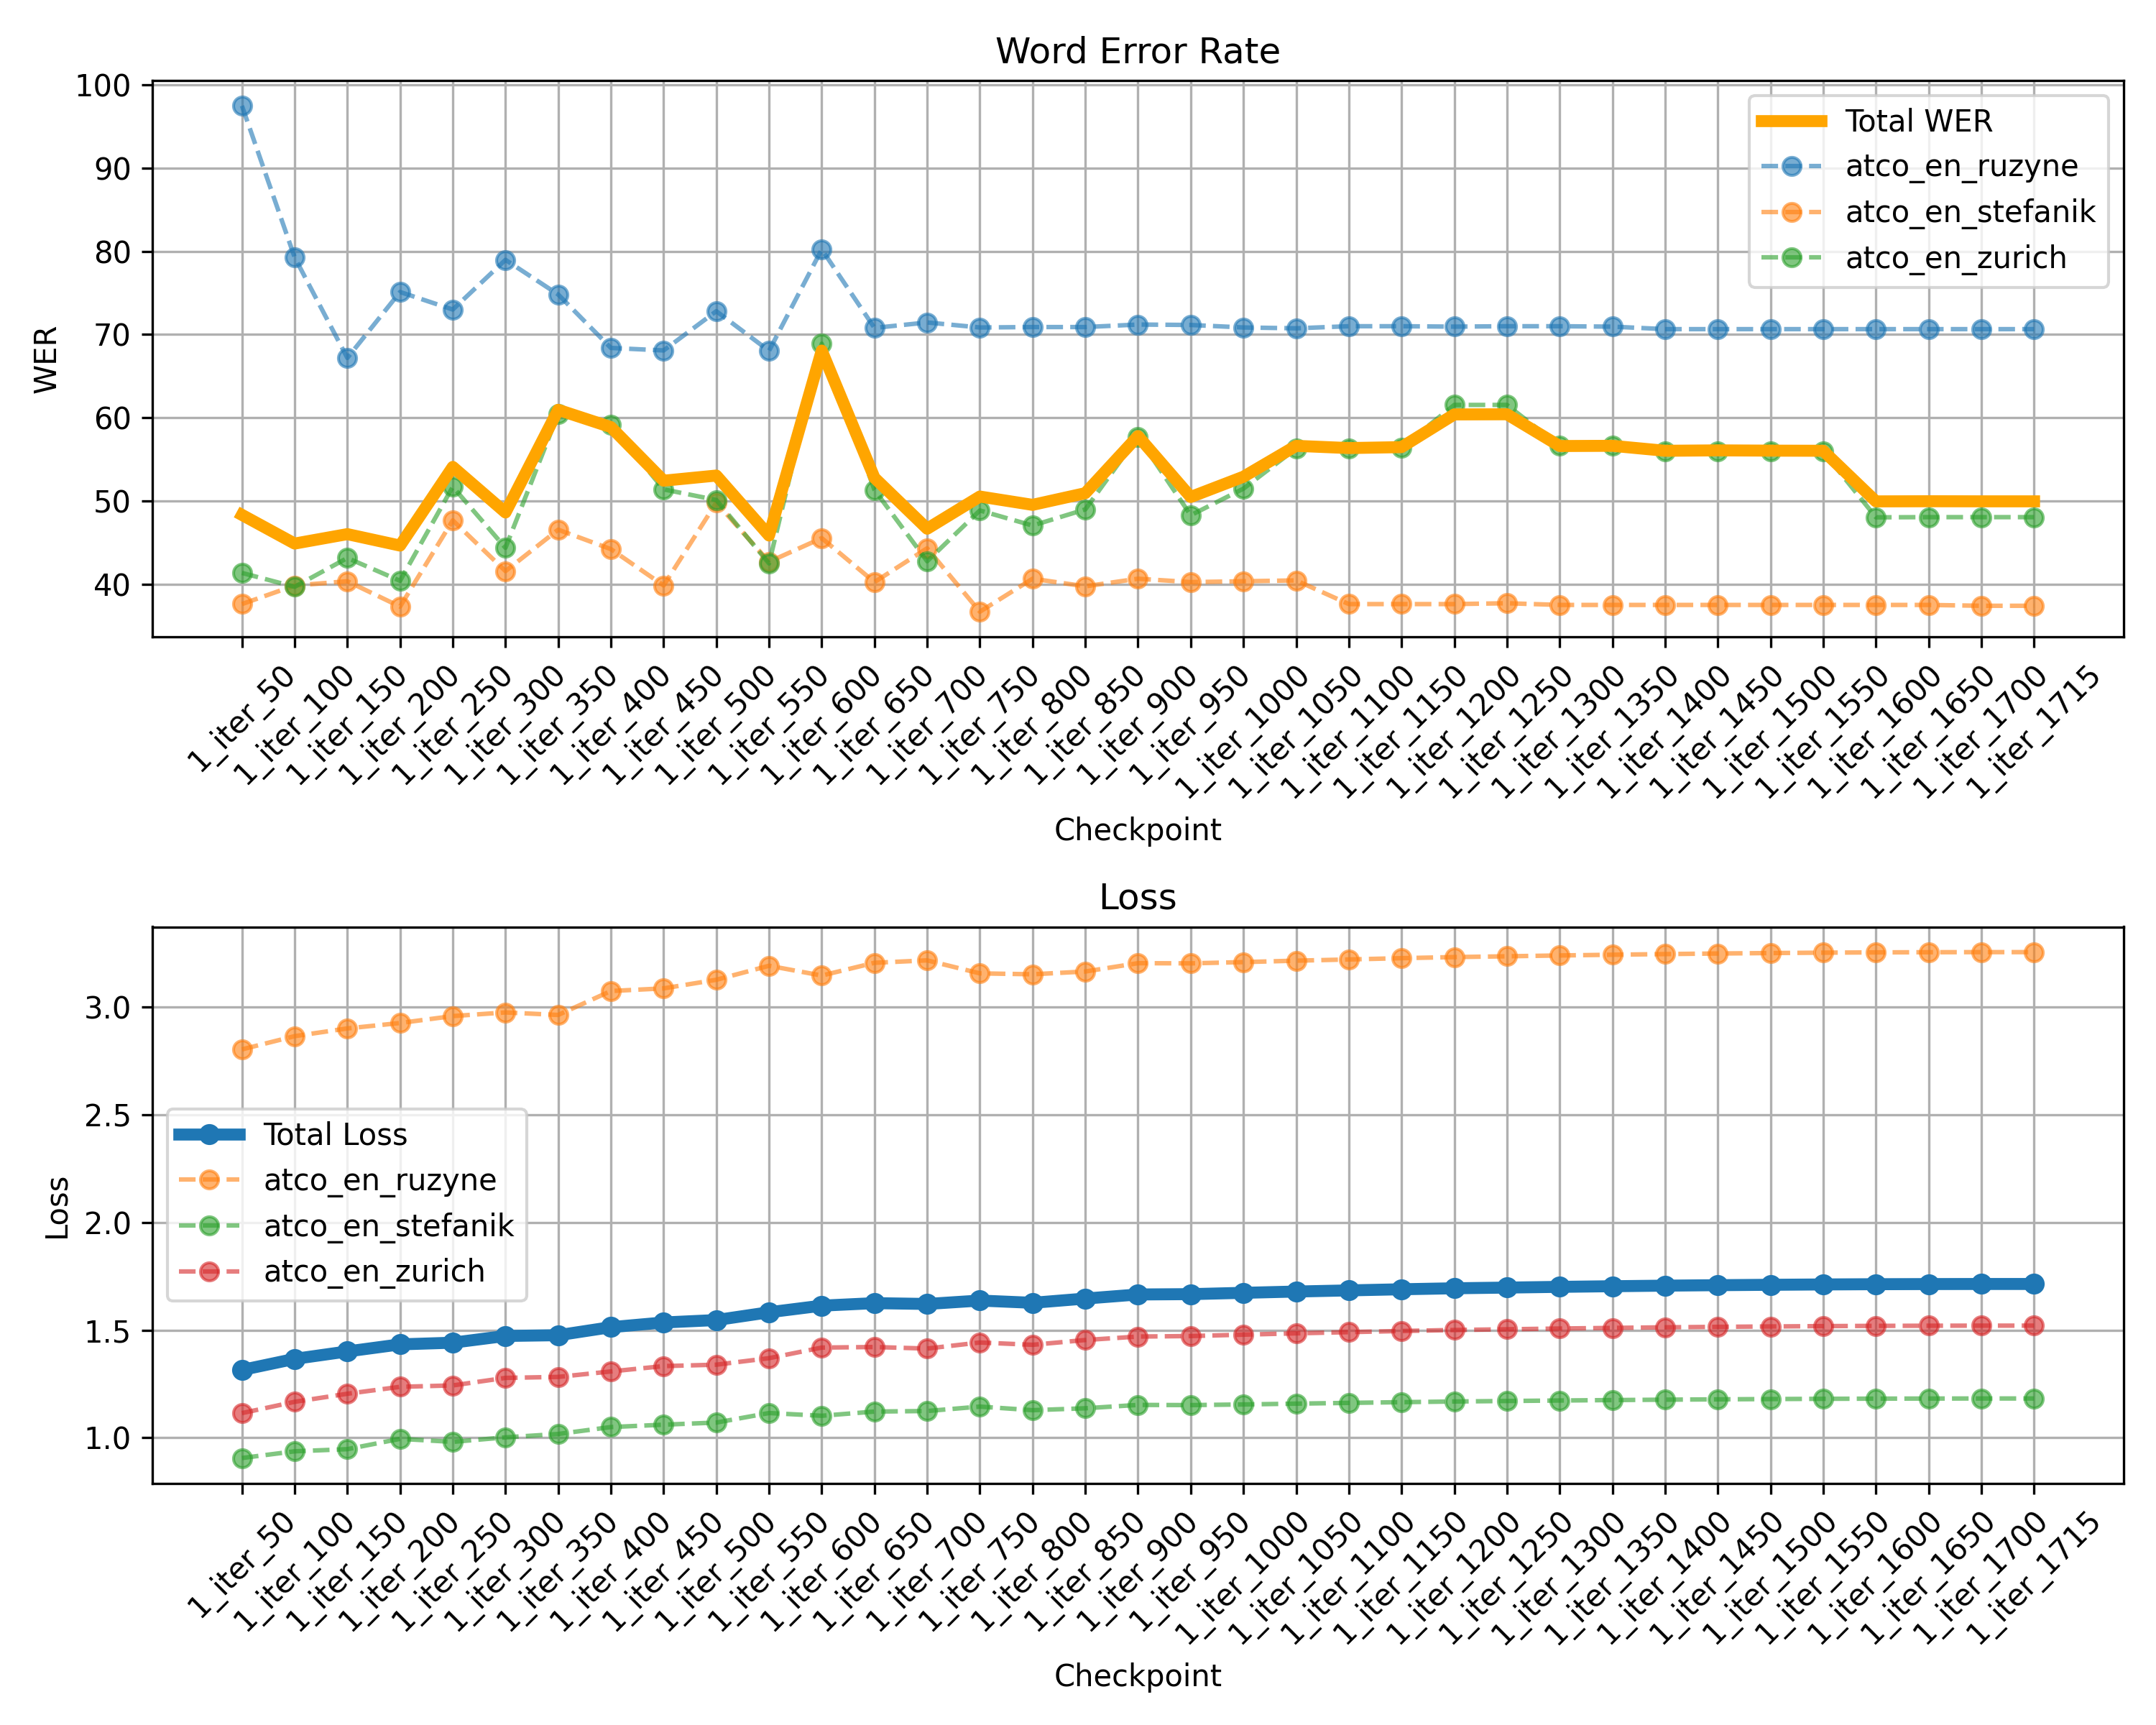 Word Error Rate
WER
100
90
80
70
60
50
40
Total WER
atco_en_ruzyne
atco_en_stefanik
atco_en_zurich
1_iter_50
1_iter_100
1_iter_150
1_iter_200
1_iter_250
1_iter_300
1_iter_350
1_iter_400
1_iter_450
1_iter_500
1_iter_550
1_iter_600
1_iter_650
1_iter_700
1_iter_750
1_iter_800
1_iter_850
1_iter_900
1_iter_950
1_iter_1000
1_iter_1050
1_iter_1100
1_iter_1150
1_iter_1200
1_iter_1250
1_iter_1300
1_iter_1350
1_iter_1400
1_iter_1450
1_iter_1500
1_iter_1550
1_iter_1600
1_iter_1650
1_iter_1700
1_iter_1715
Checkpoint
Loss
Loss
3.0
2.5
2.0
1.5
1.0
Total Loss
atco_en_ruzyne
atco_en_stefanik
atco_en_zurich
1_iter_50
1_iter_100
1_iter_150
1_iter_200
1_iter_250
1_iter_300
1_iter_350
1_iter_400
1_iter_450
1_iter_500
1_iter_550
1_iter_600
1_iter_650
1_iter_700
1_iter_750
1_iter_800
1_iter_850
1_iter_900
1_iter_950
1_iter_1000
1_iter_1050
1_iter_1100
1_iter_1150
1_iter_1200
1_iter_1250
1_iter_1300
1_iter_1350
1_iter_1400
1_iter_1450
1_iter_1500
1_iter_1550
1_iter_1600
1_iter_1650
1_iter_1700
1_iter_1715
Checkpoint